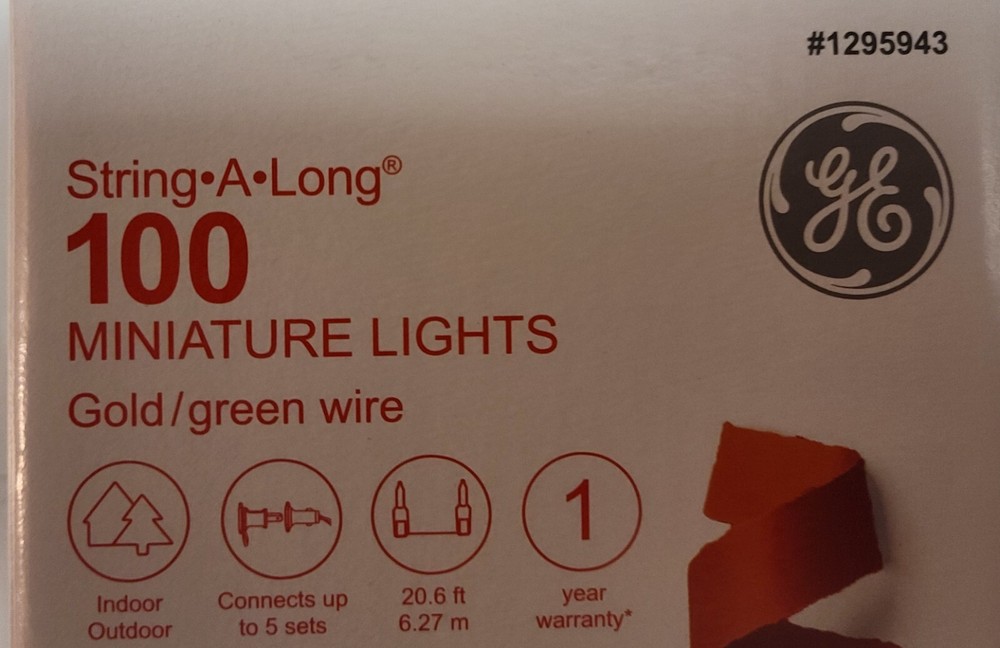 #1295943
GE
String•A•Long®
100
MINIATURE LIGHTS
Gold/green wire
Indoor
Outdoor
Connects up
to 5 sets
20.6 ft
6.27 m
1
year
warranty*